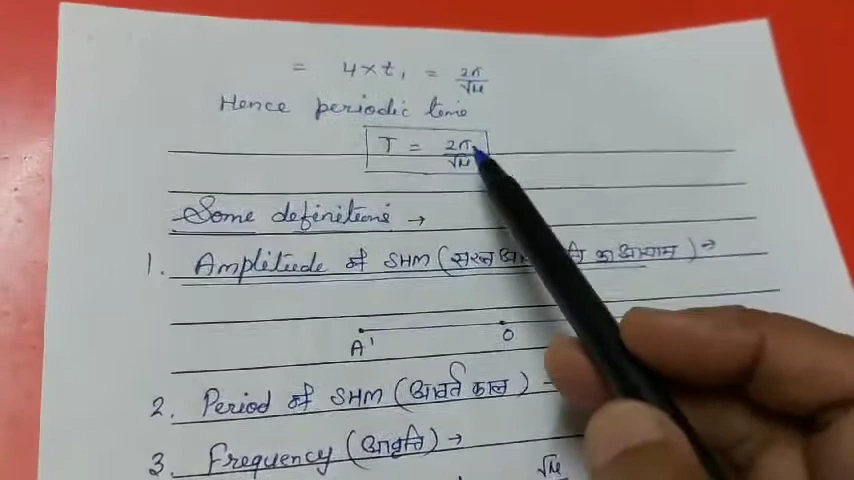 = 4×t₁ = 2π/√μ
Hence periodic time
T = 2π/√μ
Some definitions →
1. Amplitude of SHM (सरल का आयाम) →
A' O
2. Period of SHM (आवर्त काल) –
3. Frequency (आवृत्ति) →
√μ